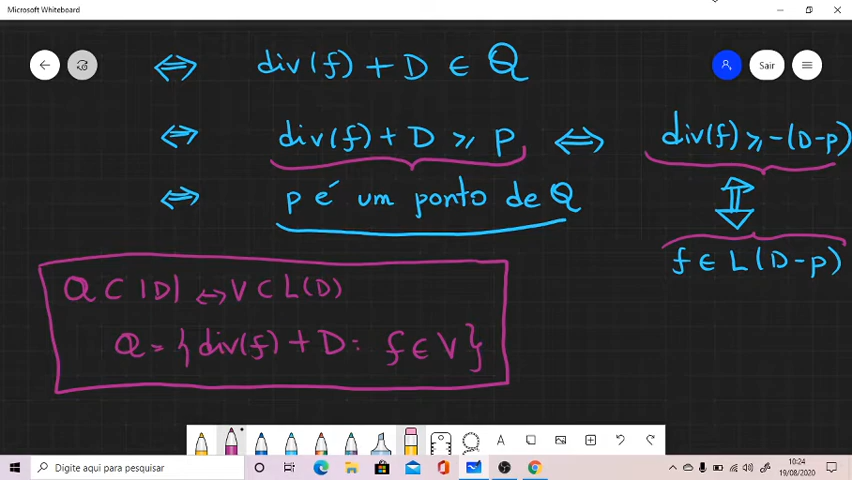 Microsoft Whiteboard
Sair
⟺ div(f) + D ∈ Q
⟺ div(f) + D ⩾ p ⟺ div(f) ⩾ -(D-p)
⟺ p é um ponto de Q
⇕
f ∈ L(D-p)
Q ⊂ |D| ↔ V ⊂ L(D)
Q = {div(f) + D : f ∈ V}
Digite aqui para pesquisar
10:24
19/08/2020